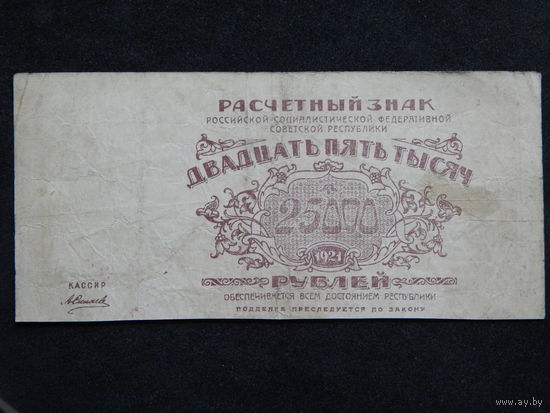 РАСЧЕТНЫЙ ЗНАК
РОССИЙСКОЙ СОЦИАЛИСТИЧЕСКОЙ ФЕДЕРАТИВНОЙ
СОВЕТСКОЙ РЕСПУБЛИКИ
ДВАДЦАТЬ ПЯТЬ ТЫСЯЧ
25000
1921
РУБЛЕЙ
ОБЕСПЕЧИВАЕТСЯ ВСЕМ ДОСТОЯНИЕМ РЕСПУБЛИКИ
ПОДДЕЛКА ПРЕСЛЕДУЕТСЯ ПО ЗАКОНУ
КАССИР
www.ay.by